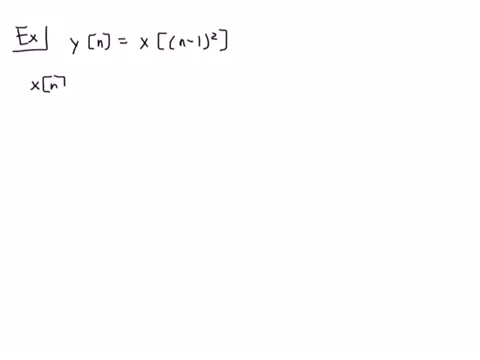 Ex y[n] = x[(n-1)²]
x[n]